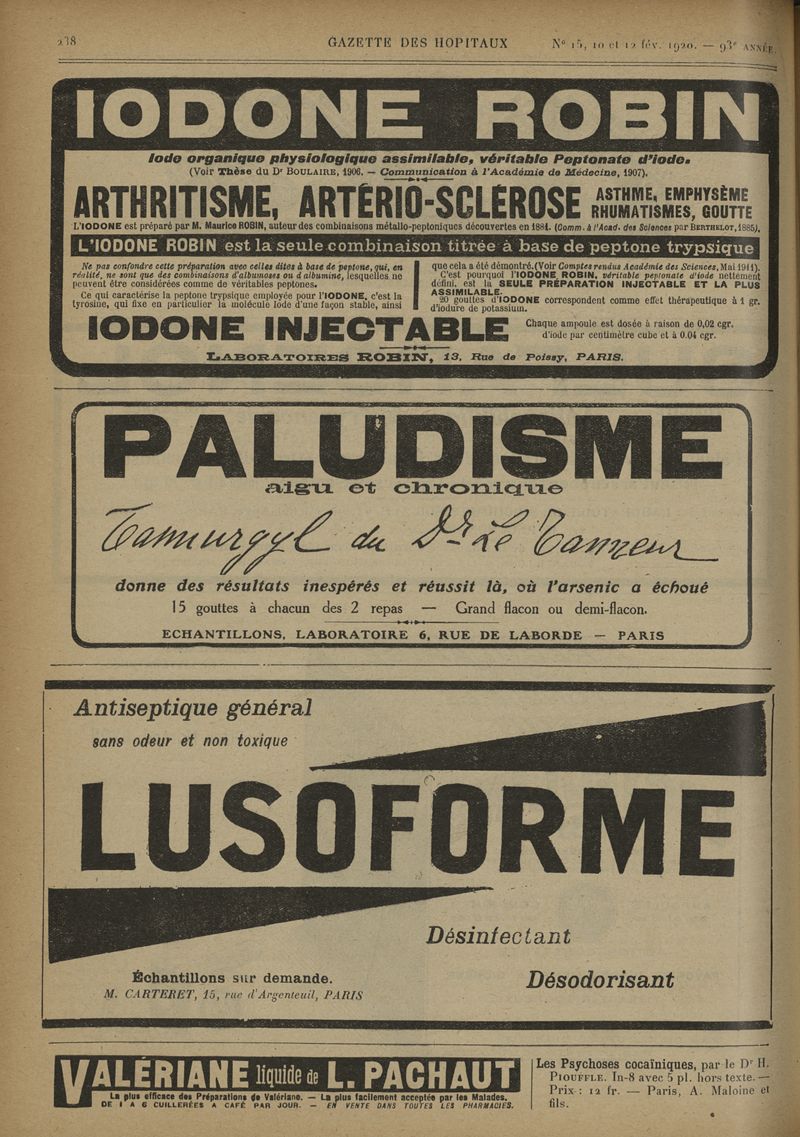 238 GAZETTE DES HOPITAUX Nº 15, 10 et 12 fév. 1920. — 93e ANNÉE
IODONE ROBIN
Iode organique physiologique assimilable, véritable Peptonate d'iode.
(Voir Thèse du Dr BOULAIRE, 1906. — Communication à l'Académie de Médecine, 1907).
ARTHRITISME, ARTÉRIO-SCLÉROSE ASTHME, EMPHYSÈME
RHUMATISMES, GOUTTE
L'IODONE est préparé par M. Maurice ROBIN, auteur des combinaisons métallo-peptoniques découvertes en 1881. (Comm. à l'Acad. des Sciences par BERTHELOT, 1885).
L'IODONE ROBIN est la seule combinaison titrée à base de peptone trypsique
Ne pas confondre cette préparation avec celles dites à base de peptone, qui, en
réalité, ne sont que des combinaisons d'albumoses ou d'albumine, lesquelles ne
peuvent être considérées comme de véritables peptones.
Ce qui caractérise la peptone trypsique employée pour l'IODONE, c'est la
tyrosine, qui fixe en particulier la molécule Iode d'une façon stable, ainsi
que cela a été démontré. (Voir Comptes rendus Académie des Sciences, Mai 1911).
C'est pourquoi l'IODONE ROBIN, véritable peptonate d'iode nettement
défini, est la SEULE PRÉPARATION INJECTABLE ET LA PLUS
ASSIMILABLE.
20 gouttes d'IODONE correspondent comme effet thérapeutique à 1 gr.
d'iodure de potassium.
IODONE INJECTABLE Chaque ampoule est dosée à raison de 0,02 cgr.
d'iode par centimètre cube et à 0.04 cgr.
LABORATOIRES ROBIN, 13, Rue de Poissy, PARIS.
PALUDISME
aigu et chronique
Tannurgyl du Dr Le Tanneur
donne des résultats inespérés et réussit là, où l'arsenic a échoué
15 gouttes à chacun des 2 repas — Grand flacon ou demi-flacon.
ECHANTILLONS, LABORATOIRE 6, RUE DE LABORDE — PARIS
Antiseptique général
sans odeur et non toxique
LUSOFORME
Désinfectant
Échantillons sur demande.
Désodorisant
M. CARTERET, 15, rue d'Argenteuil, PARIS
VALÉRIANE liquide de L. PACHAUT
La plus efficace des Préparations de Valériane. — La plus facilement acceptée par les Malades.
DE 1 A 6 CUILLERÉES A CAFÉ PAR JOUR. — EN VENTE DANS TOUTES LES PHARMACIES.
Les Psychoses cocaïniques, par le Dr H.
PIOUFFLE. In-8 avec 5 pl. hors texte. —
Prix : 12 fr. — Paris, A. Maloine et
fils.